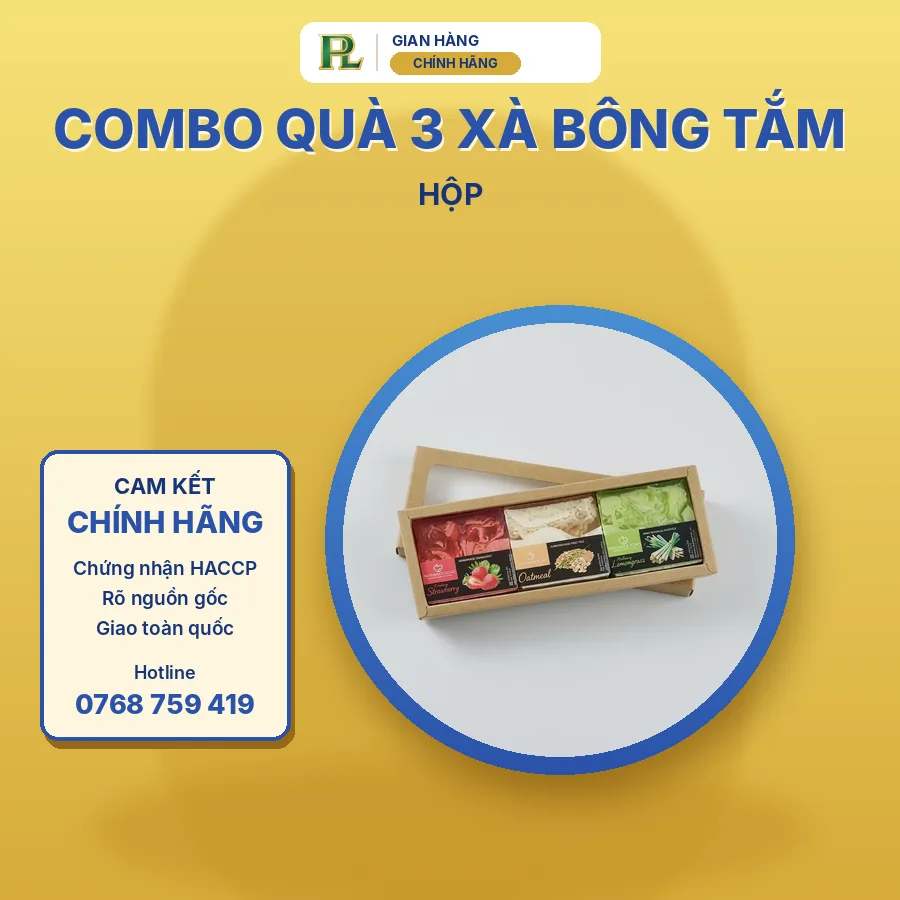 PL
GIAN HÀNG
CHÍNH HÃNG
COMBO QUÀ 3 XÀ BÔNG TẮM
HỘP
CAM KẾT
CHÍNH HÃNG
Chứng nhận HACCP
Rõ nguồn gốc
Giao toàn quốc
Hotline
0768 759 419
Strawberry
Oatmeal
Lemongrass